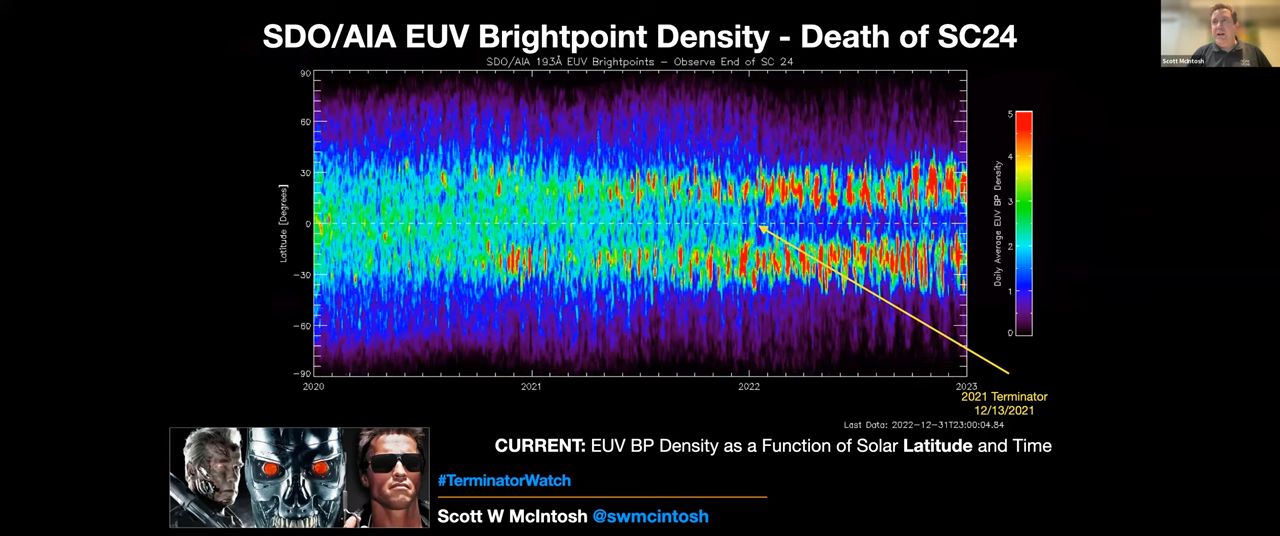 SDO/AIA EUV Brightpoint Density - Death of SC24
Scott McIntosh
SDO/AIA 193Å EUV Brightpoints – Observe End of SC 24
90
60
30
0
-30
-60
-90
Latitude [Degrees]
2020
2021
2022
2023
5
4
3
2
1
0
Daily Average EUV BP Density
2021 Terminator
12/13/2021
Last Data: 2022-12-31T23:00:04.84
CURRENT: EUV BP Density as a Function of Solar Latitude and Time
#TerminatorWatch
Scott W McIntosh @swmcintosh